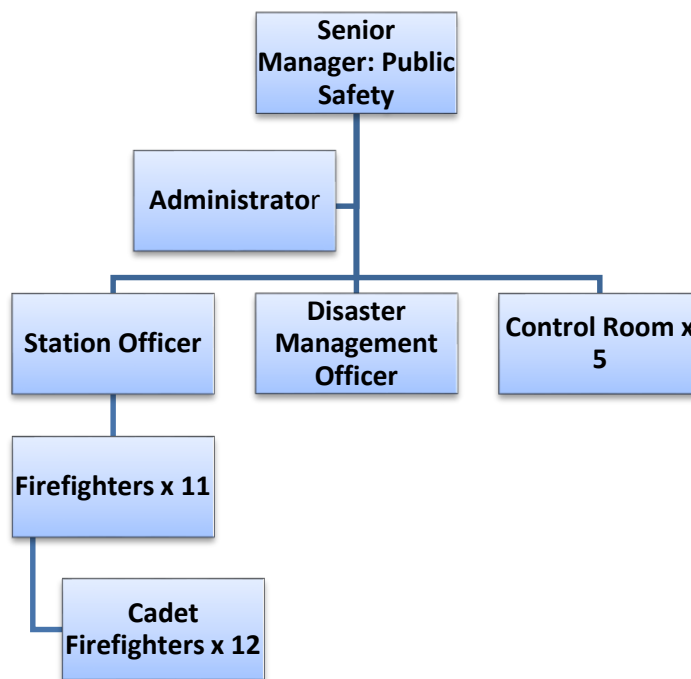 Senior
Manager: Public
Safety
Administrator
Station Officer
Disaster
Management
Officer
Control Room x
5
Firefighters x 11
Cadet
Firefighters x 12